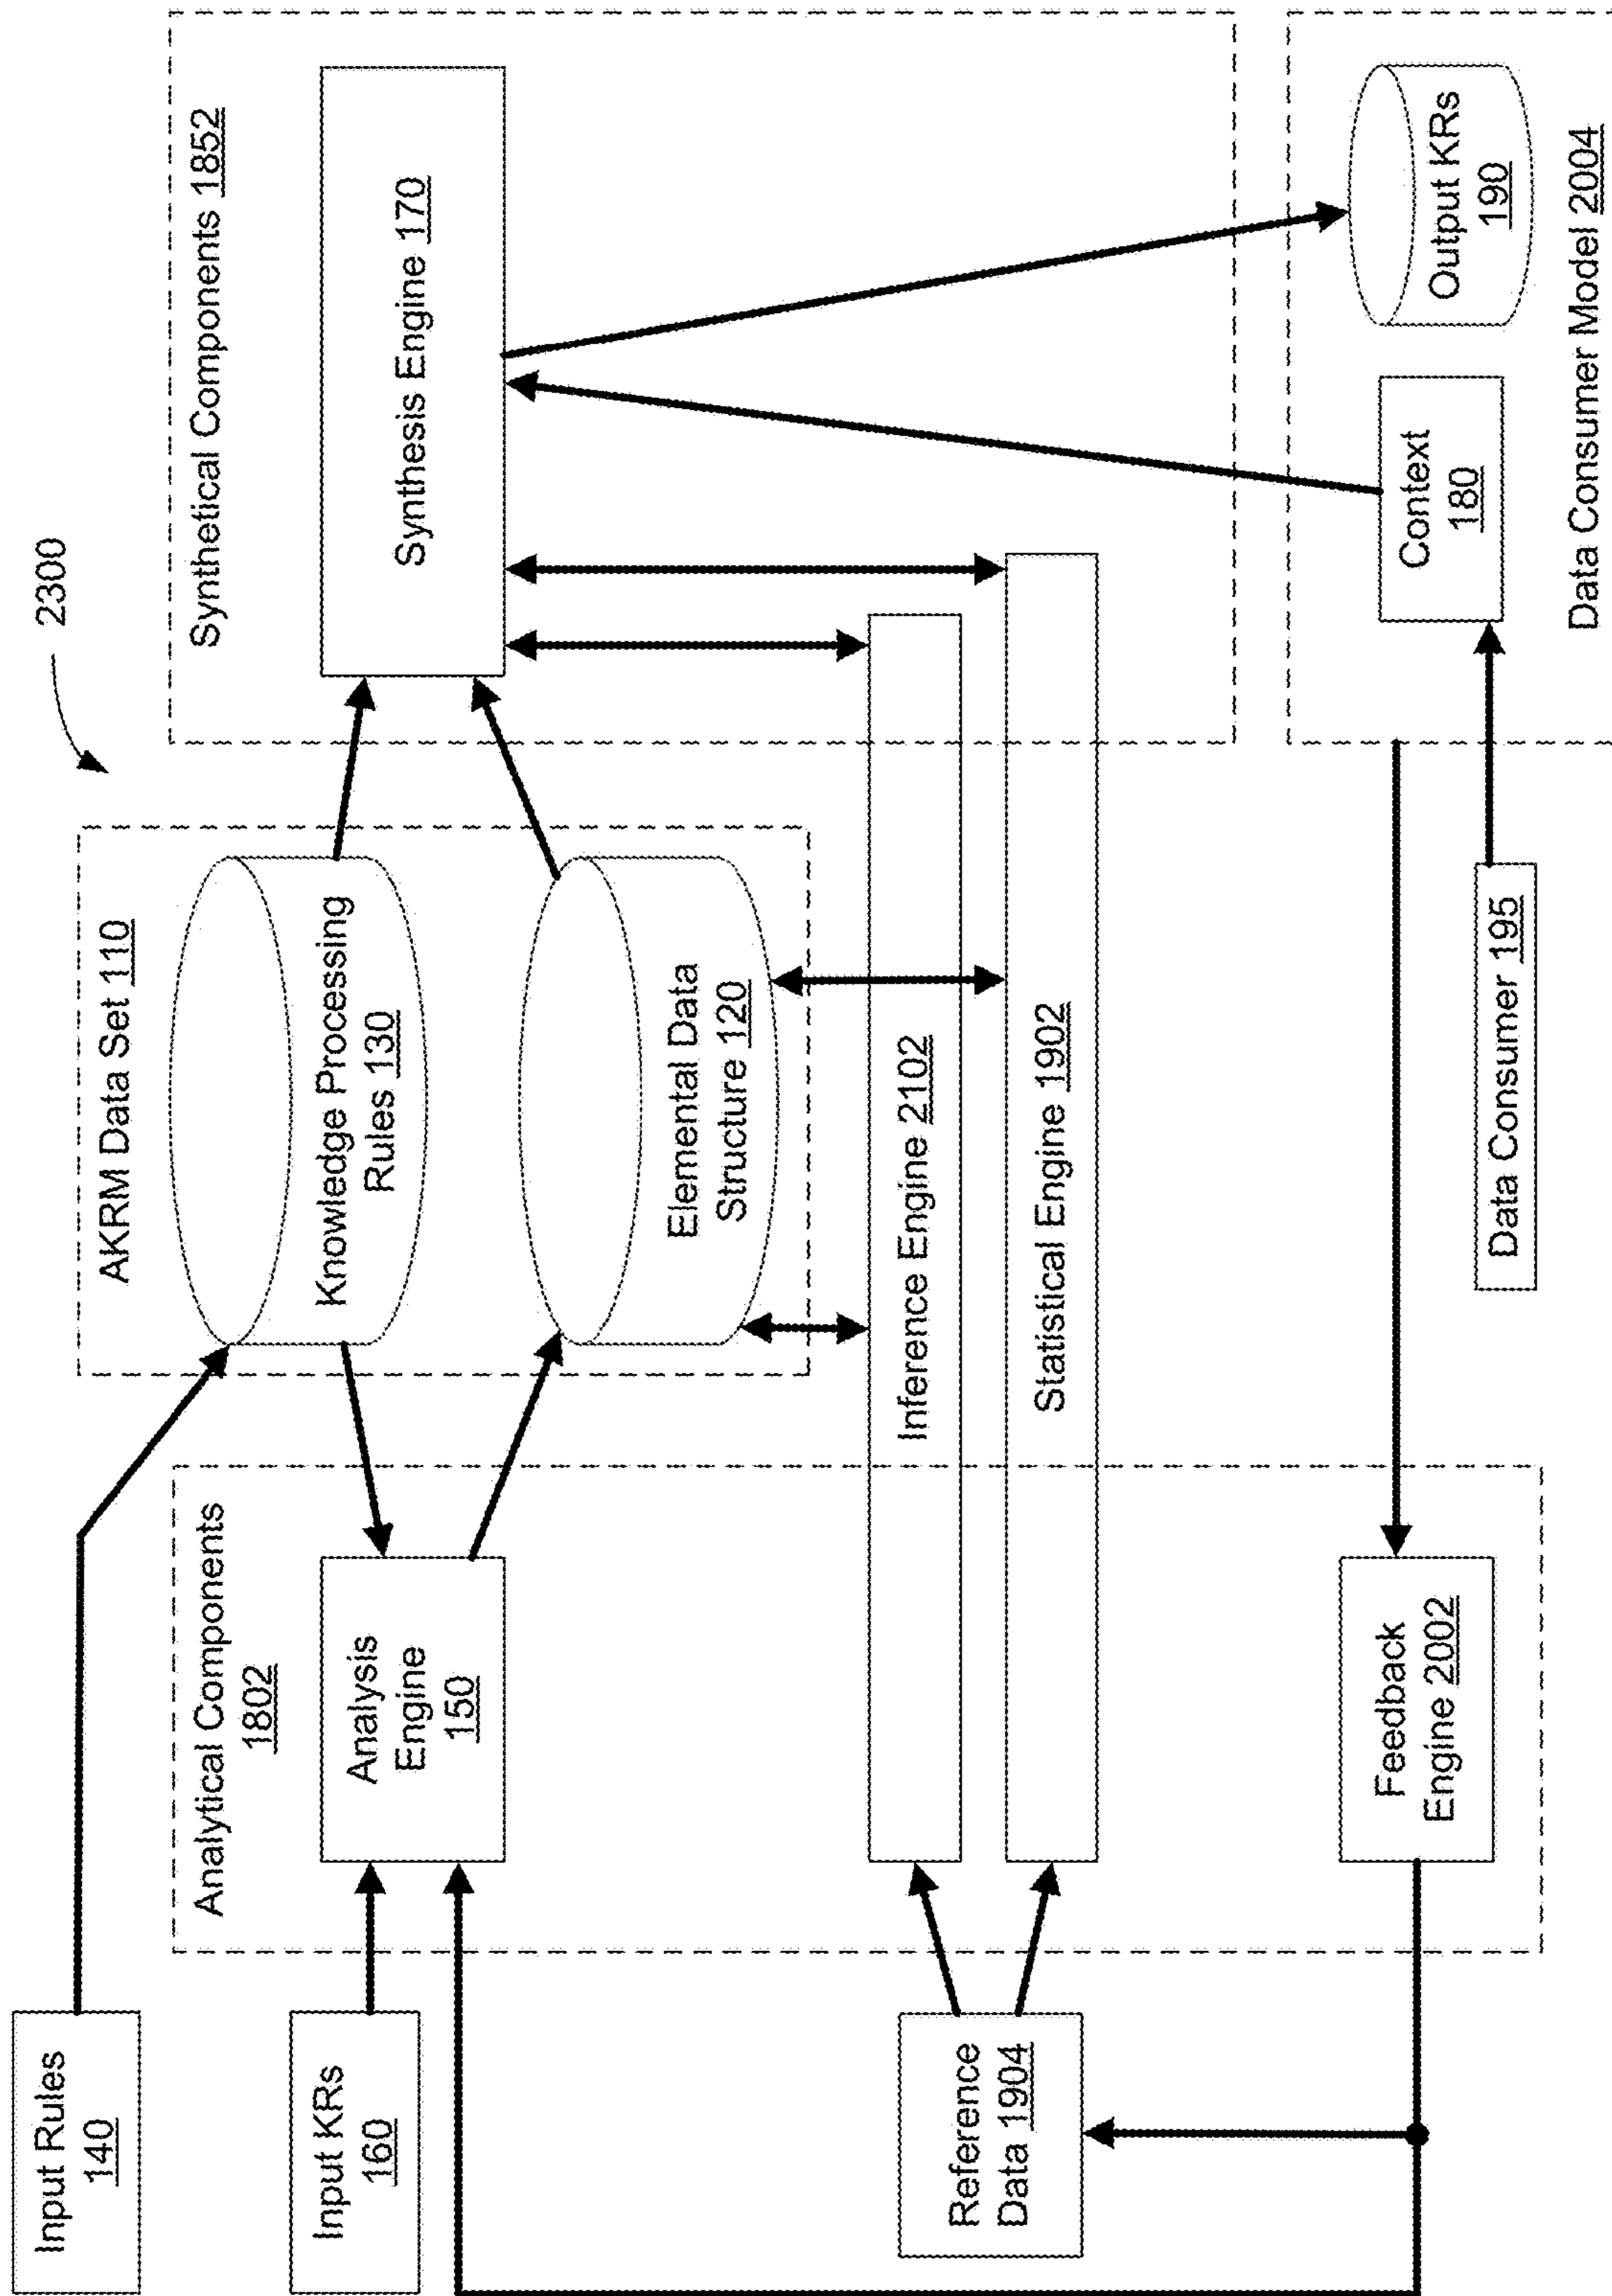 2300
Input Rules
140
AKRM Data Set 110
Knowledge Processing
Rules 130
Elemental Data
Structure 120
Analytical Components
1802
Synthetical Components 1852
Input KRs
160
Analysis
Engine
150
Synthesis Engine 170
Inference Engine 2102
Statistical Engine 1902
Reference
Data 1904
Feedback
Engine 2002
Context
180
Output KRs
190
Data Consumer 195
Data Consumer Model 2004